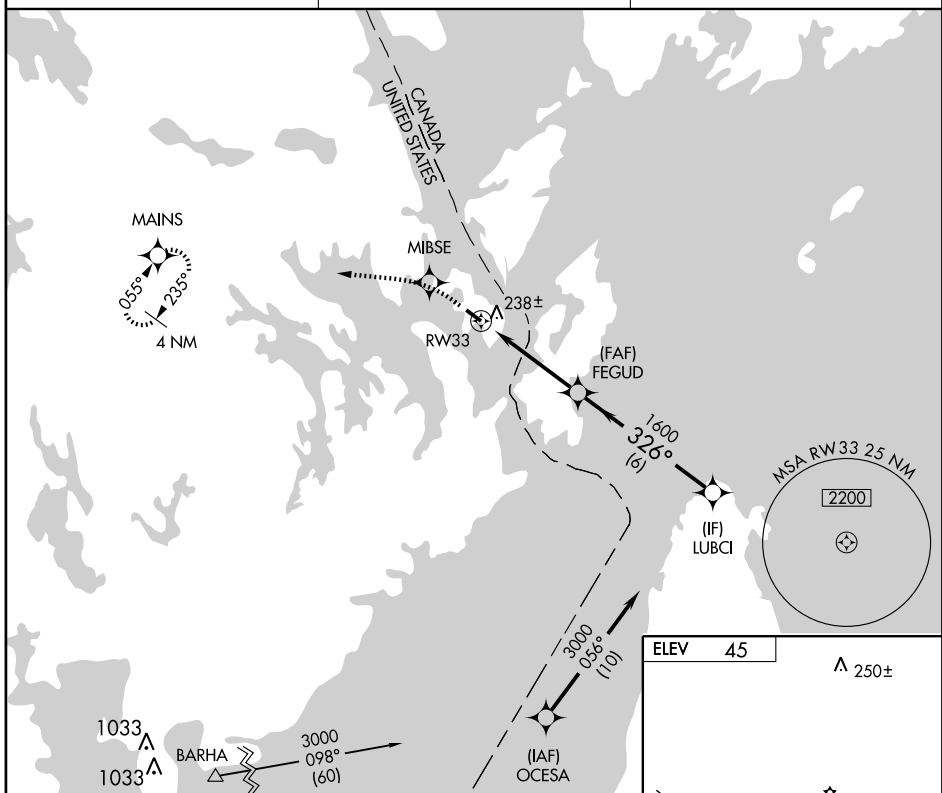 CANADA
UNITED STATES
MAINS
055°
235°
4 NM
MIBSE
238±
RW33
(FAF)
FEGUD
1600
326°
(6)
MSA RW33 25 NM
2200
(IF)
LUBCI
3000
056°
(10)
ELEV 45
250±
1033
1033
BARHA
3000
098°
(60)
(IAF)
OCESA